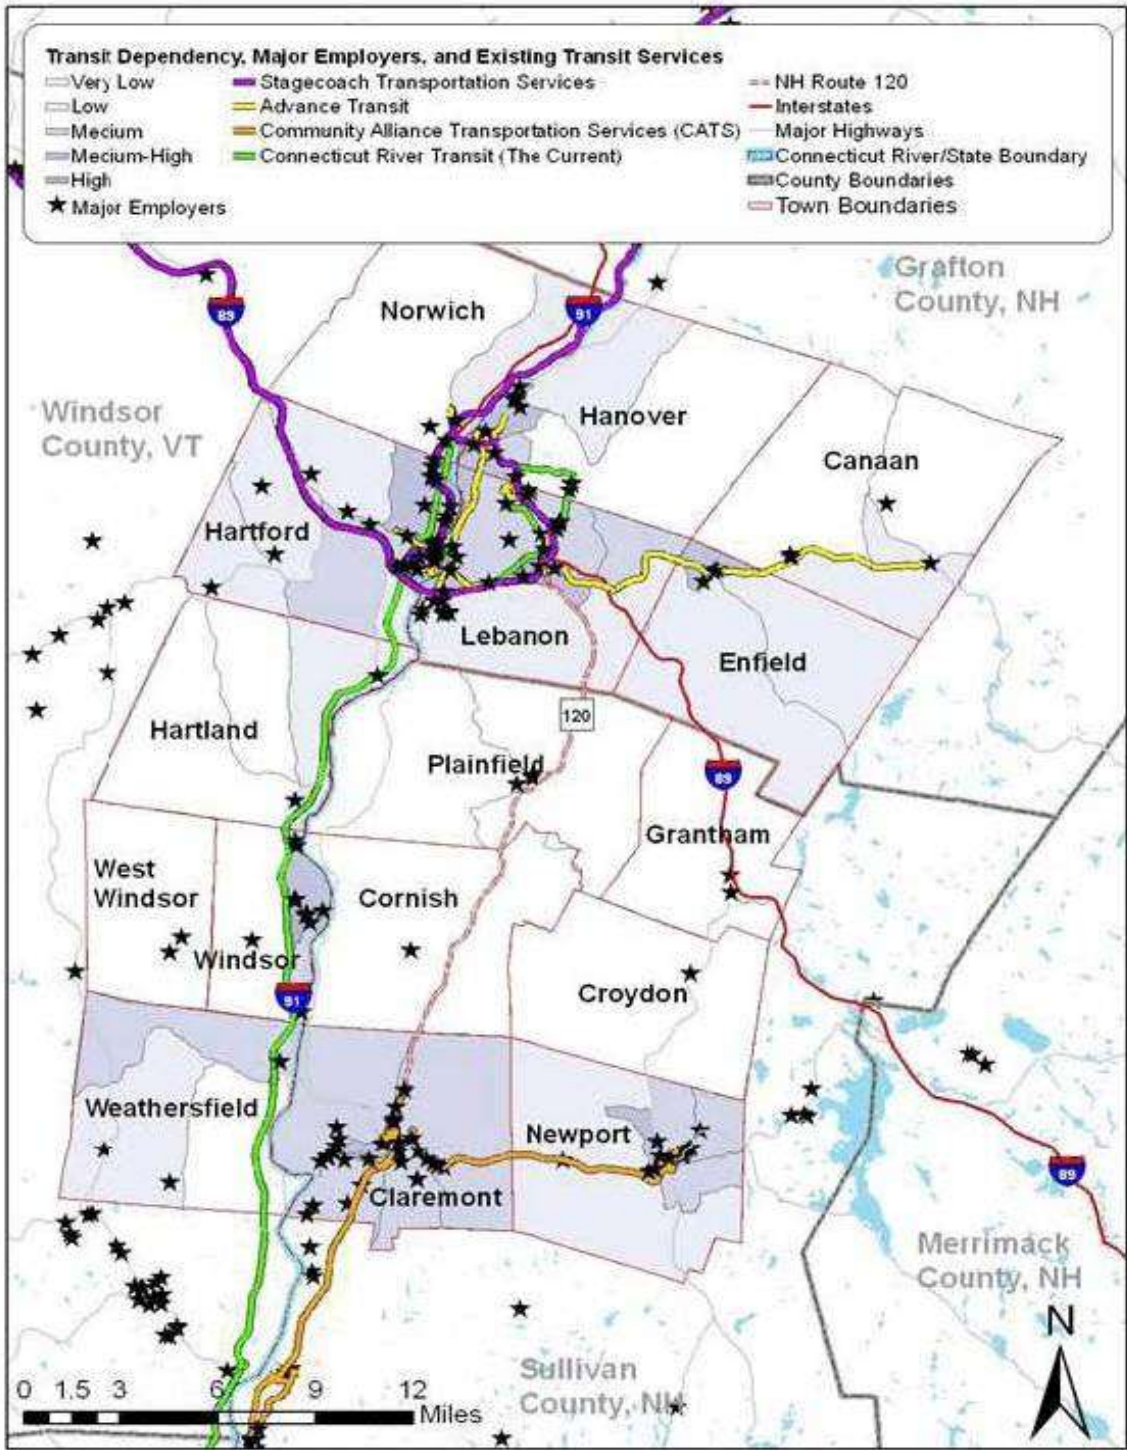 Transit Dependency, Major Employers, and Existing Transit Services
Very Low
Low
Mecium
Mecium-High
High
Major Employers
Stagecoach Transportation Services
Advance Transit
Community Alliance Transportation Services (CATS)
Connecticut River Transit (The Current)
NH Route 120
Interstates
Major Highways
Connecticut River/State Boundary
County Boundaries
Town Boundaries
Grafton
County, NH
Norwich
89
91
Windsor
County, VT
Hanover
Canaan
Hartford
Lebanon
Enfield
120
Hartland
Plainfield
89
Grantham
West
Windsor
Cornish
Windsor
Croydon
91
Weathersfield
Newport
89
Claremont
Merrimack
County, NH
N
Sullivan
County, NH
0 1.5 3 6 9 12
Miles